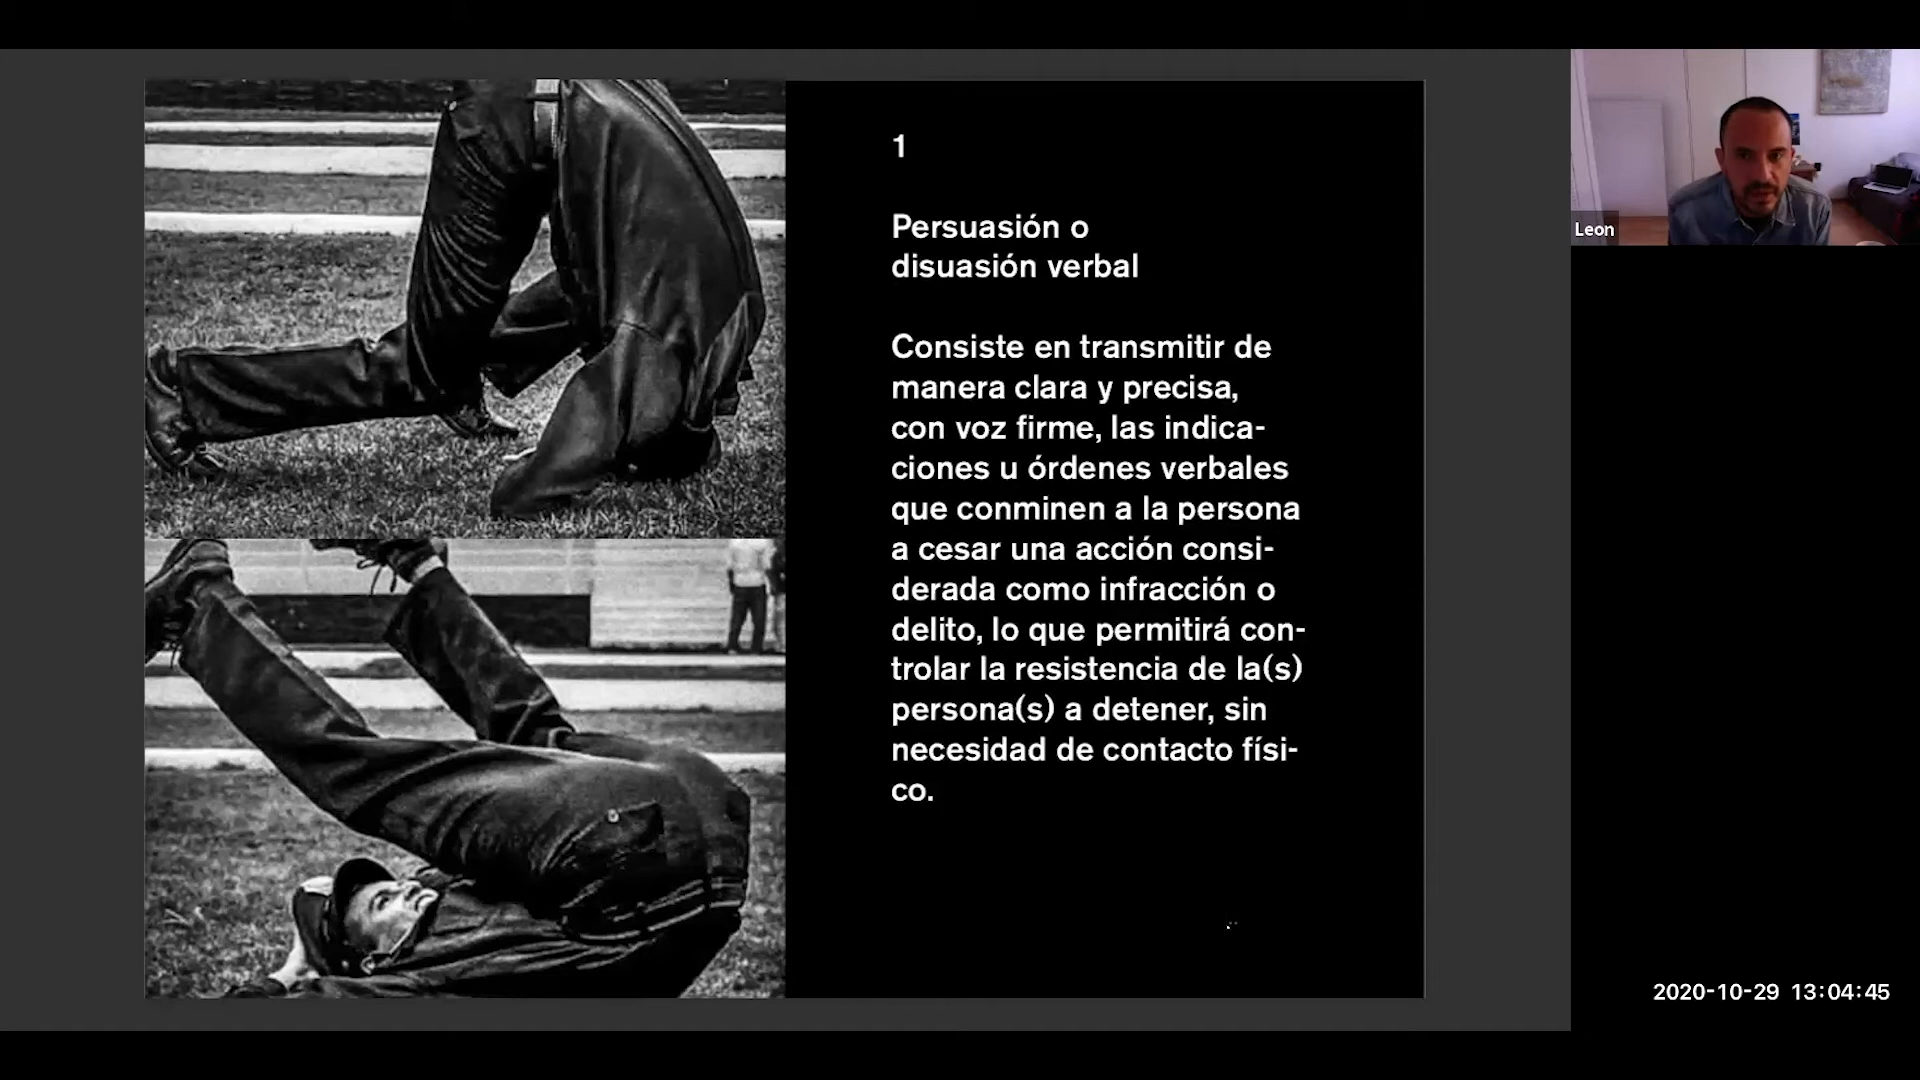 1
Persuasión o
disuasión verbal
Consiste en transmitir de
manera clara y precisa,
con voz firme, las indica-
ciones u órdenes verbales
que conminen a la persona
a cesar una acción consi-
derada como infracción o
delito, lo que permitirá con-
trolar la resistencia de la(s)
persona(s) a detener, sin
necesidad de contacto físi-
co.
Leon
2020-10-29 13:04:45